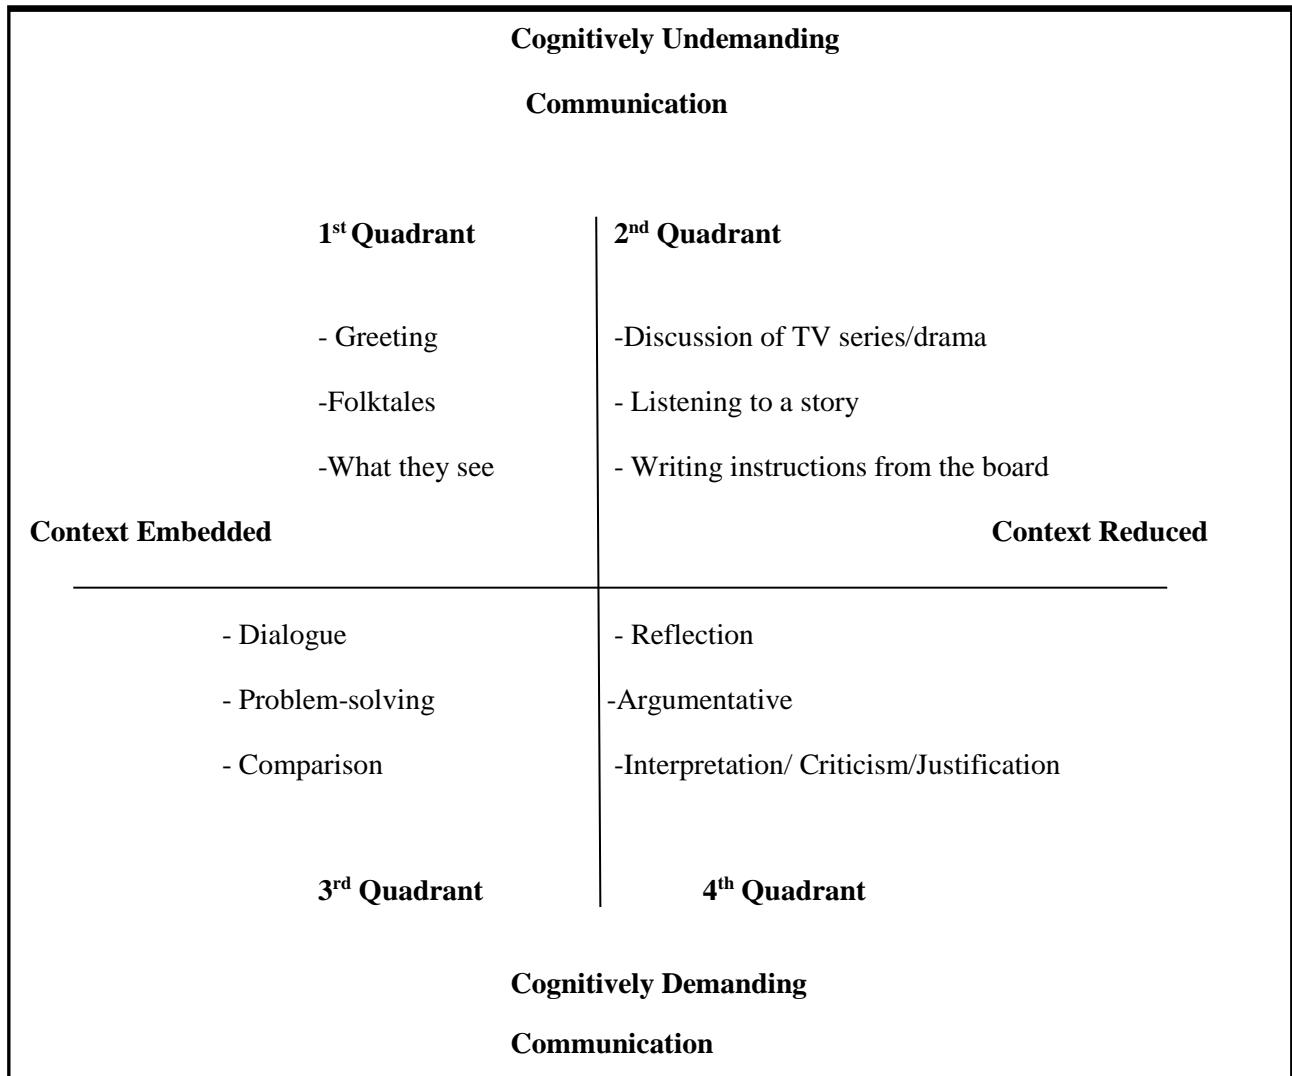 Cognitively Undemanding
Communication
1st Quadrant
2nd Quadrant
- Greeting
-Discussion of TV series/drama
-Folktales
- Listening to a story
-What they see
- Writing instructions from the board
Context Embedded
Context Reduced
- Dialogue
- Reflection
- Problem-solving
-Argumentative
- Comparison
-Interpretation/ Criticism/Justification
3rd Quadrant
4th Quadrant
Cognitively Demanding
Communication